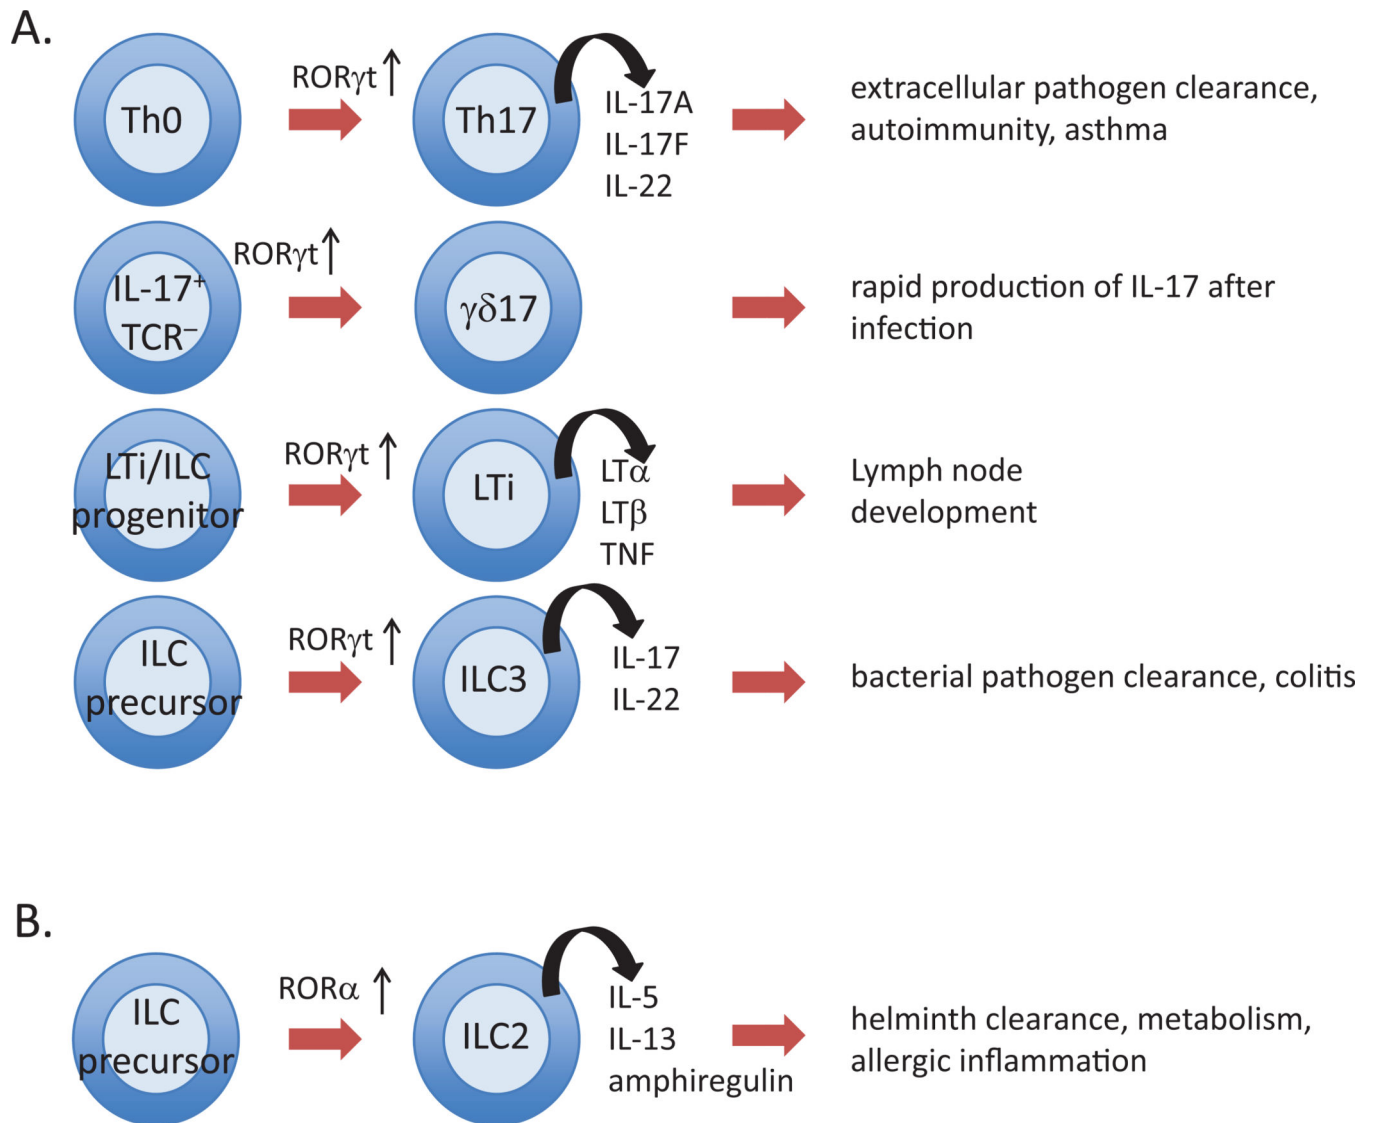 A.
Th0
RORγt ↑
Th17
IL-17A
IL-17F
IL-22
extracellular pathogen clearance,
autoimmunity, asthma
IL-17⁺
TCR⁻
RORγt ↑
γδ17
rapid production of IL-17 after
infection
LTi/ILC
progenitor
RORγt ↑
LTi
LTα
LTβ
TNF
Lymph node
development
ILC
precursor
RORγt ↑
ILC3
IL-17
IL-22
bacterial pathogen clearance, colitis
B.
ILC
precursor
RORα ↑
ILC2
IL-5
IL-13
amphiregulin
helminth clearance, metabolism,
allergic inflammation